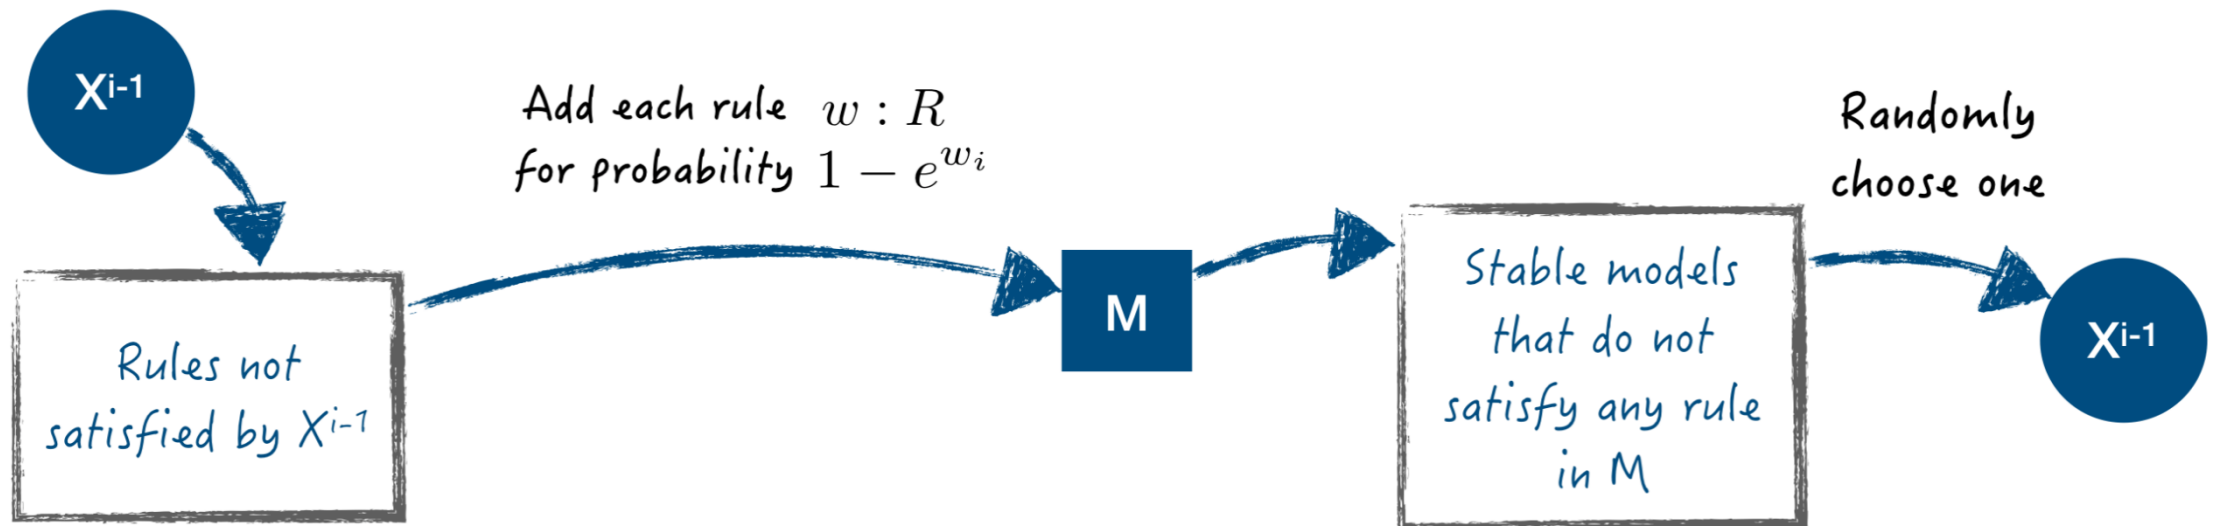 Xⁱ⁻¹
Rules not
satisfied by Xⁱ⁻¹
Add each rule w : R
for probability 1 − e^{w_i}
M
Stable models
that do not
satisfy any rule
in M
Randomly
choose one
Xⁱ⁻¹